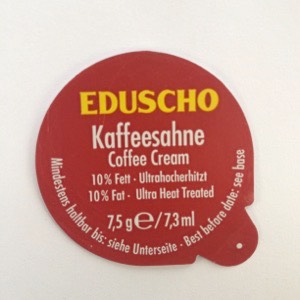 EDUSCHO
Kaffeesahne
Coffee Cream
10% Fett · Ultrahocherhitzt
10% Fat · Ultra Heat Treated
7,5 g ℮/7,3 ml
Mindestens haltbar bis: siehe Unterseite - Best before date: see base